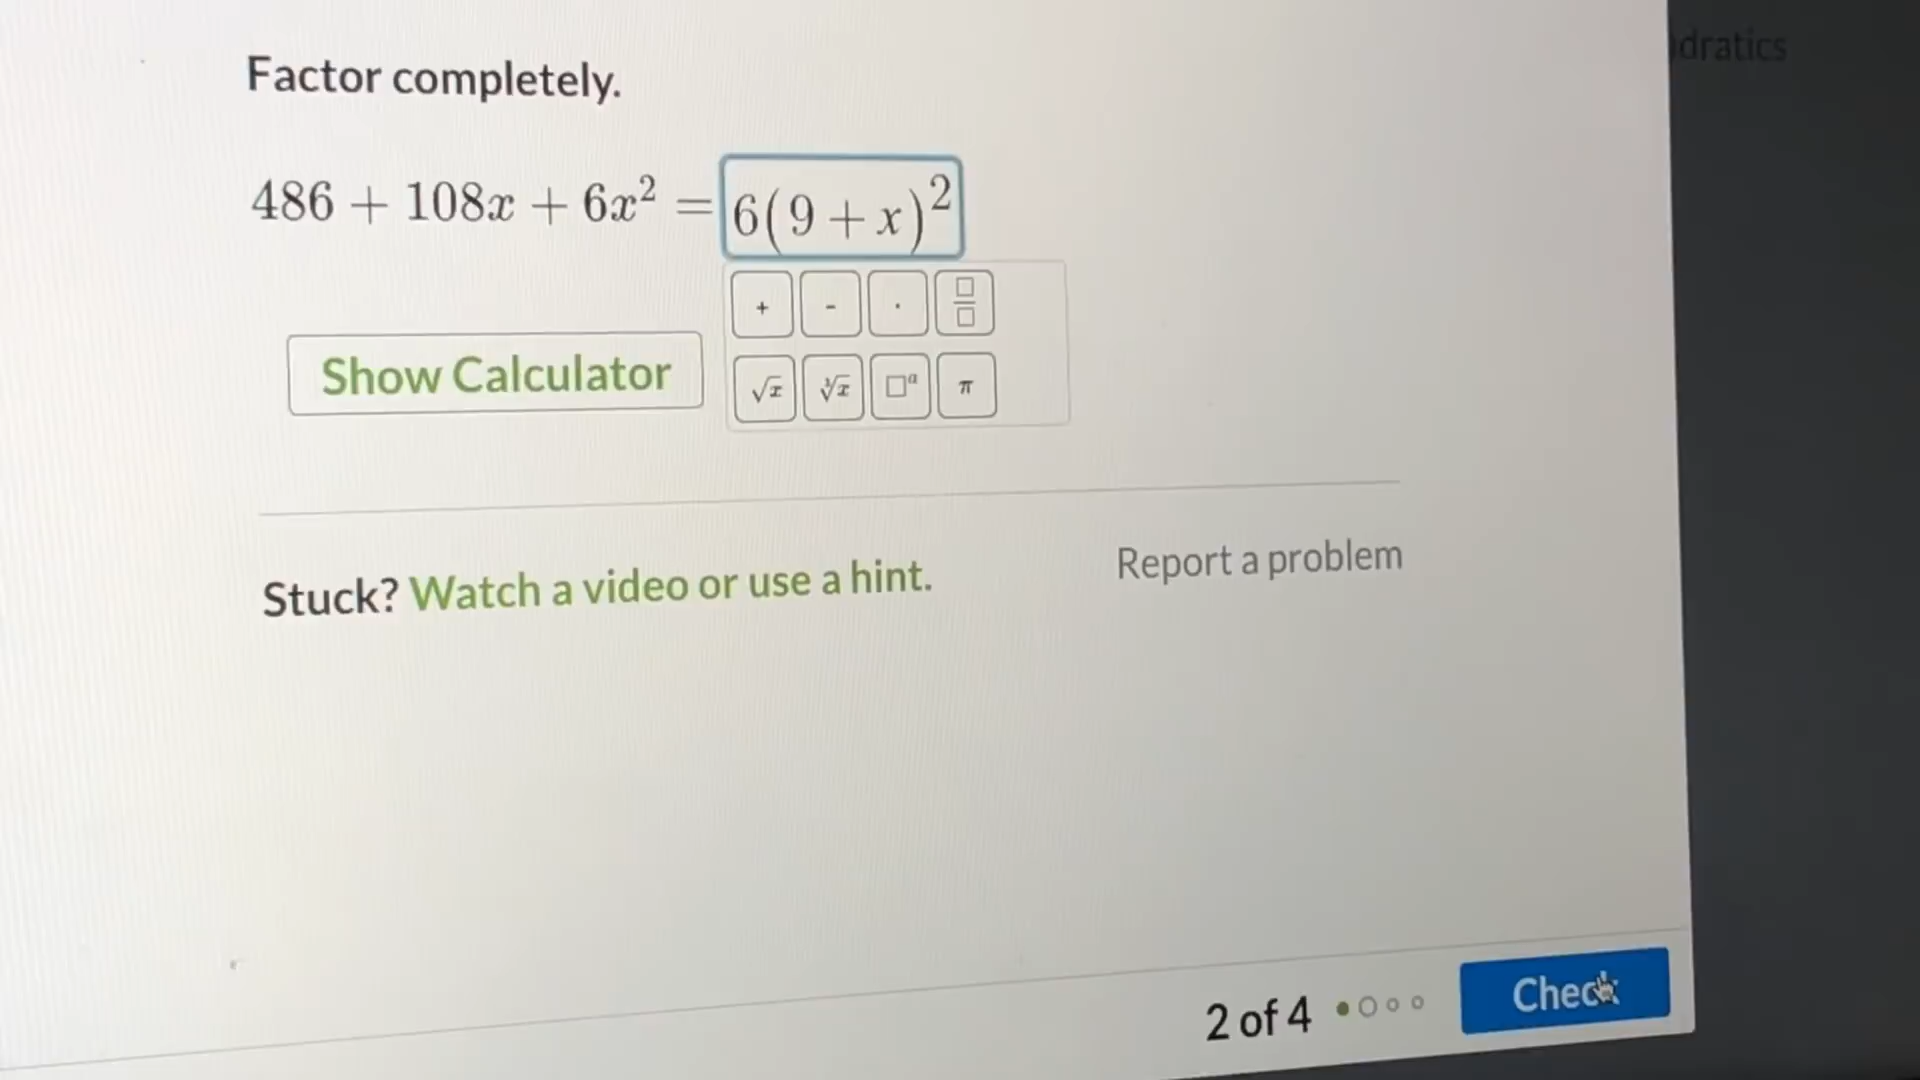 dratics
Factor completely.
486 + 108x + 6x² = 6(9 + x)²
+ - · □/□
√x ∛x □ᵃ π
Show Calculator
Stuck? Watch a video or use a hint.
Report a problem
2 of 4
Check